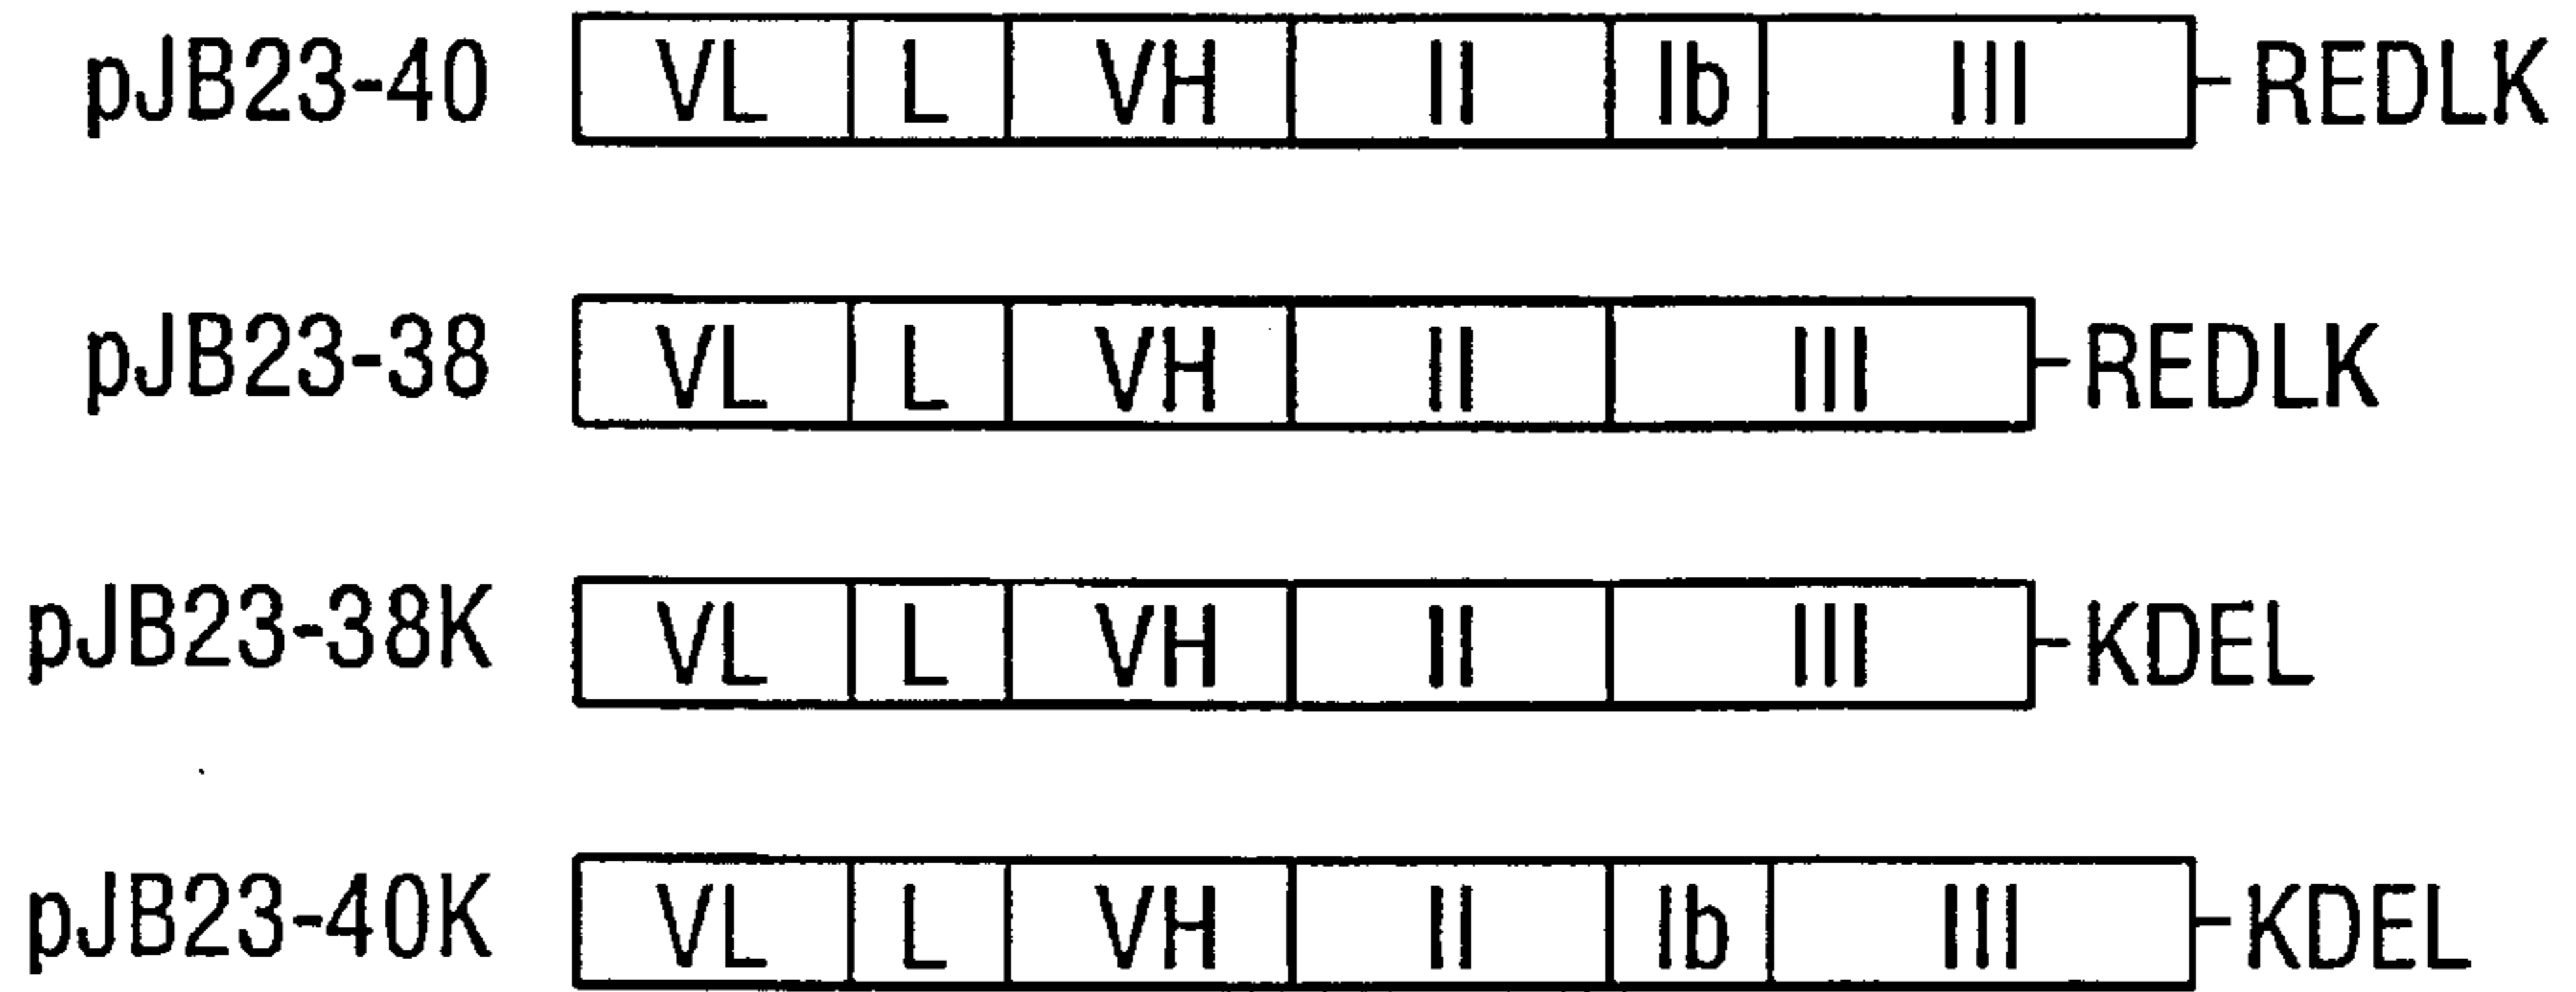 pJB23-40 VL L VH II Ib III REDLK
pJB23-38 VL L VH II III REDLK
pJB23-38K VL L VH II III KDEL
pJB23-40K VL L VH II Ib III KDEL